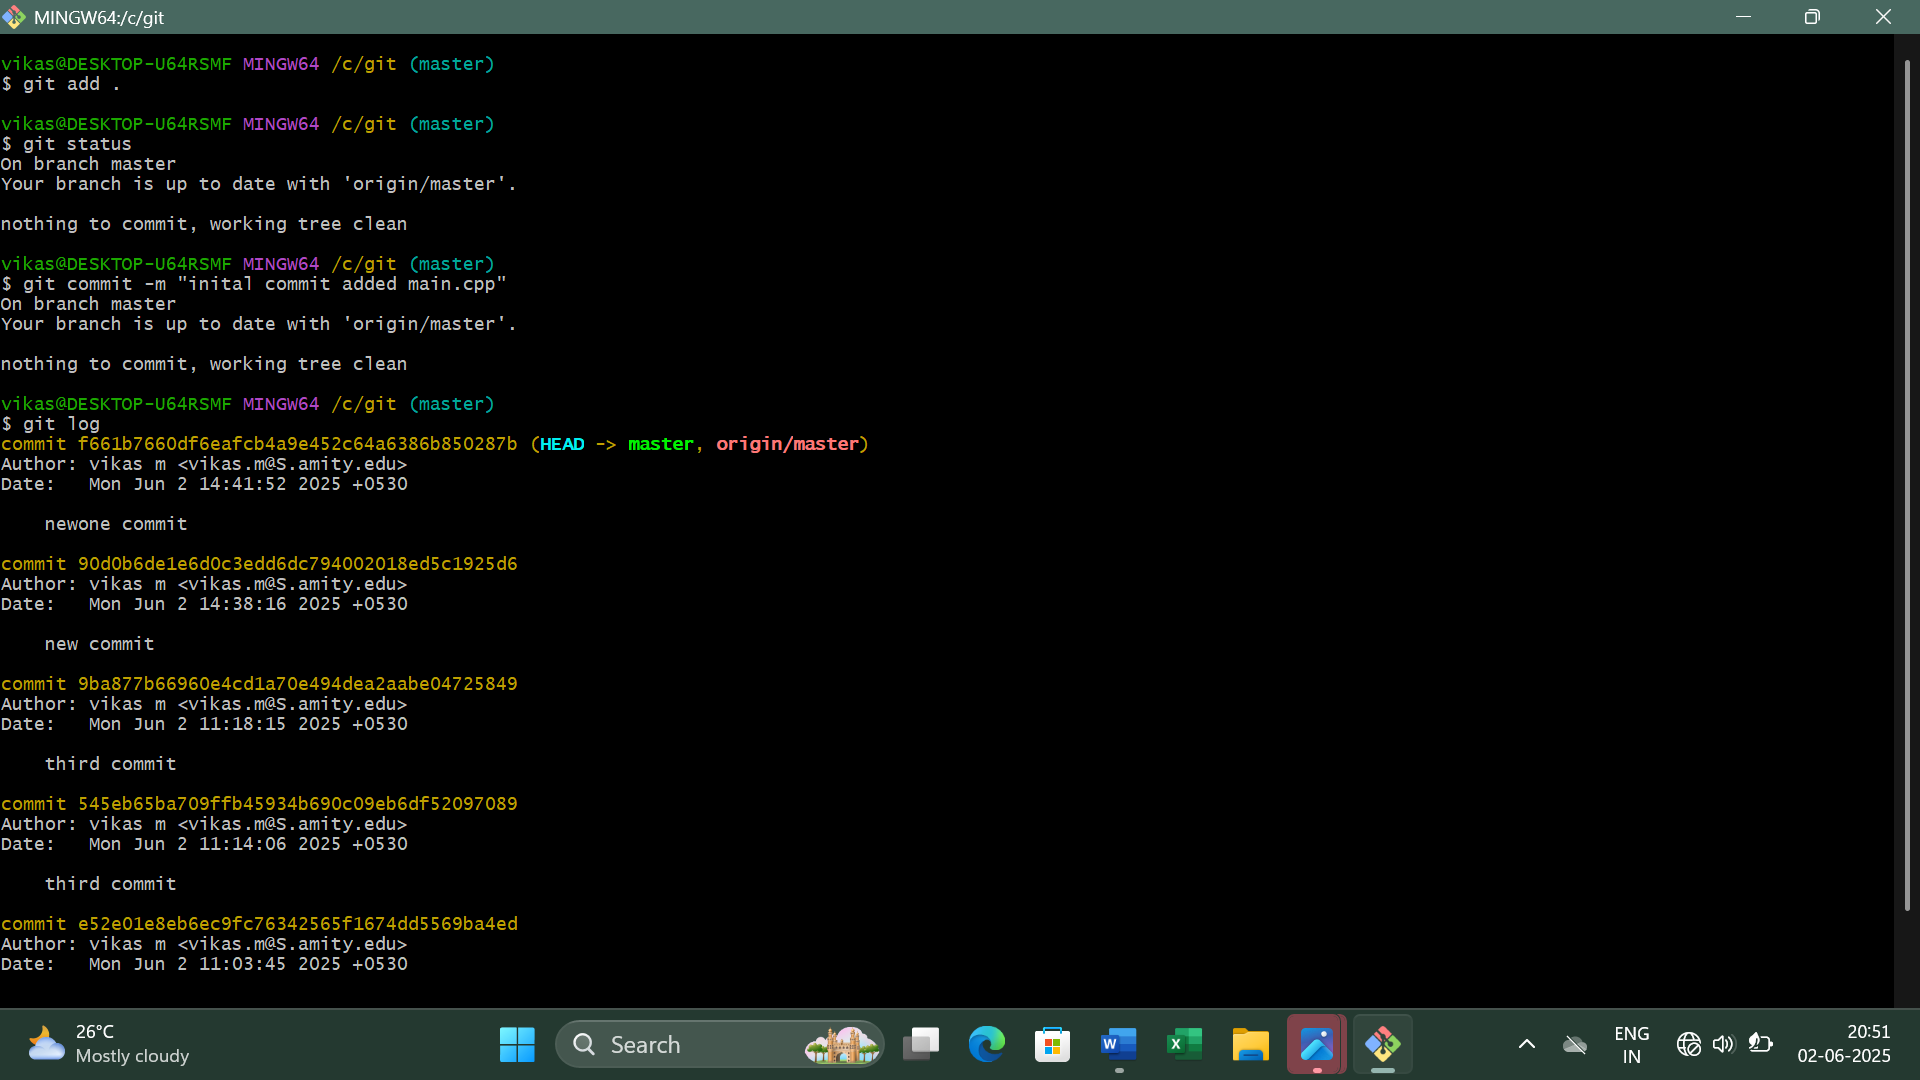 MINGW64:/c/git
vikas@DESKTOP-U64RSMF MINGW64 /c/git (master)
$ git add .
vikas@DESKTOP-U64RSMF MINGW64 /c/git (master)
$ git status
On branch master
Your branch is up to date with 'origin/master'.
nothing to commit, working tree clean
vikas@DESKTOP-U64RSMF MINGW64 /c/git (master)
$ git commit -m "inital commit added main.cpp"
On branch master
Your branch is up to date with 'origin/master'.
nothing to commit, working tree clean
vikas@DESKTOP-U64RSMF MINGW64 /c/git (master)
$ git log
commit f661b7660df6eafcb4a9e452c64a6386b850287b (HEAD -> master, origin/master)
Author: vikas m <vikas.m@S.amity.edu>
Date:   Mon Jun 2 14:41:52 2025 +0530
    newone commit
commit 90d0b6de1e6d0c3edd6dc794002018ed5c1925d6
Author: vikas m <vikas.m@S.amity.edu>
Date:   Mon Jun 2 14:38:16 2025 +0530
    new commit
commit 9ba877b66960e4cd1a70e494dea2aabe04725849
Author: vikas m <vikas.m@S.amity.edu>
Date:   Mon Jun 2 11:18:15 2025 +0530
    third commit
commit 545eb65ba709ffb45934b690c09eb6df52097089
Author: vikas m <vikas.m@S.amity.edu>
Date:   Mon Jun 2 11:14:06 2025 +0530
    third commit
commit e52e01e8eb6ec9fc76342565f1674dd5569ba4ed
Author: vikas m <vikas.m@S.amity.edu>
Date:   Mon Jun 2 11:03:45 2025 +0530
26°C
Mostly cloudy
Search
ENG
IN
20:51
02-06-2025